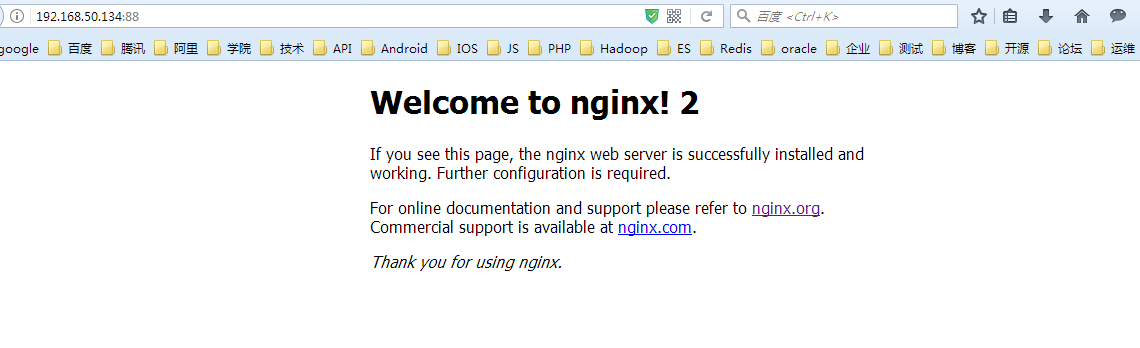 192.168.50.134:88
百度 <Ctrl+K>
google 百度 腾讯 阿里 学院 技术 API Android IOS JS PHP Hadoop ES Redis oracle 企业 测试 博客 开源 论坛 运维
Welcome to nginx! 2
If you see this page, the nginx web server is successfully installed and
working. Further configuration is required.
For online documentation and support please refer to nginx.org.
Commercial support is available at nginx.com.
Thank you for using nginx.